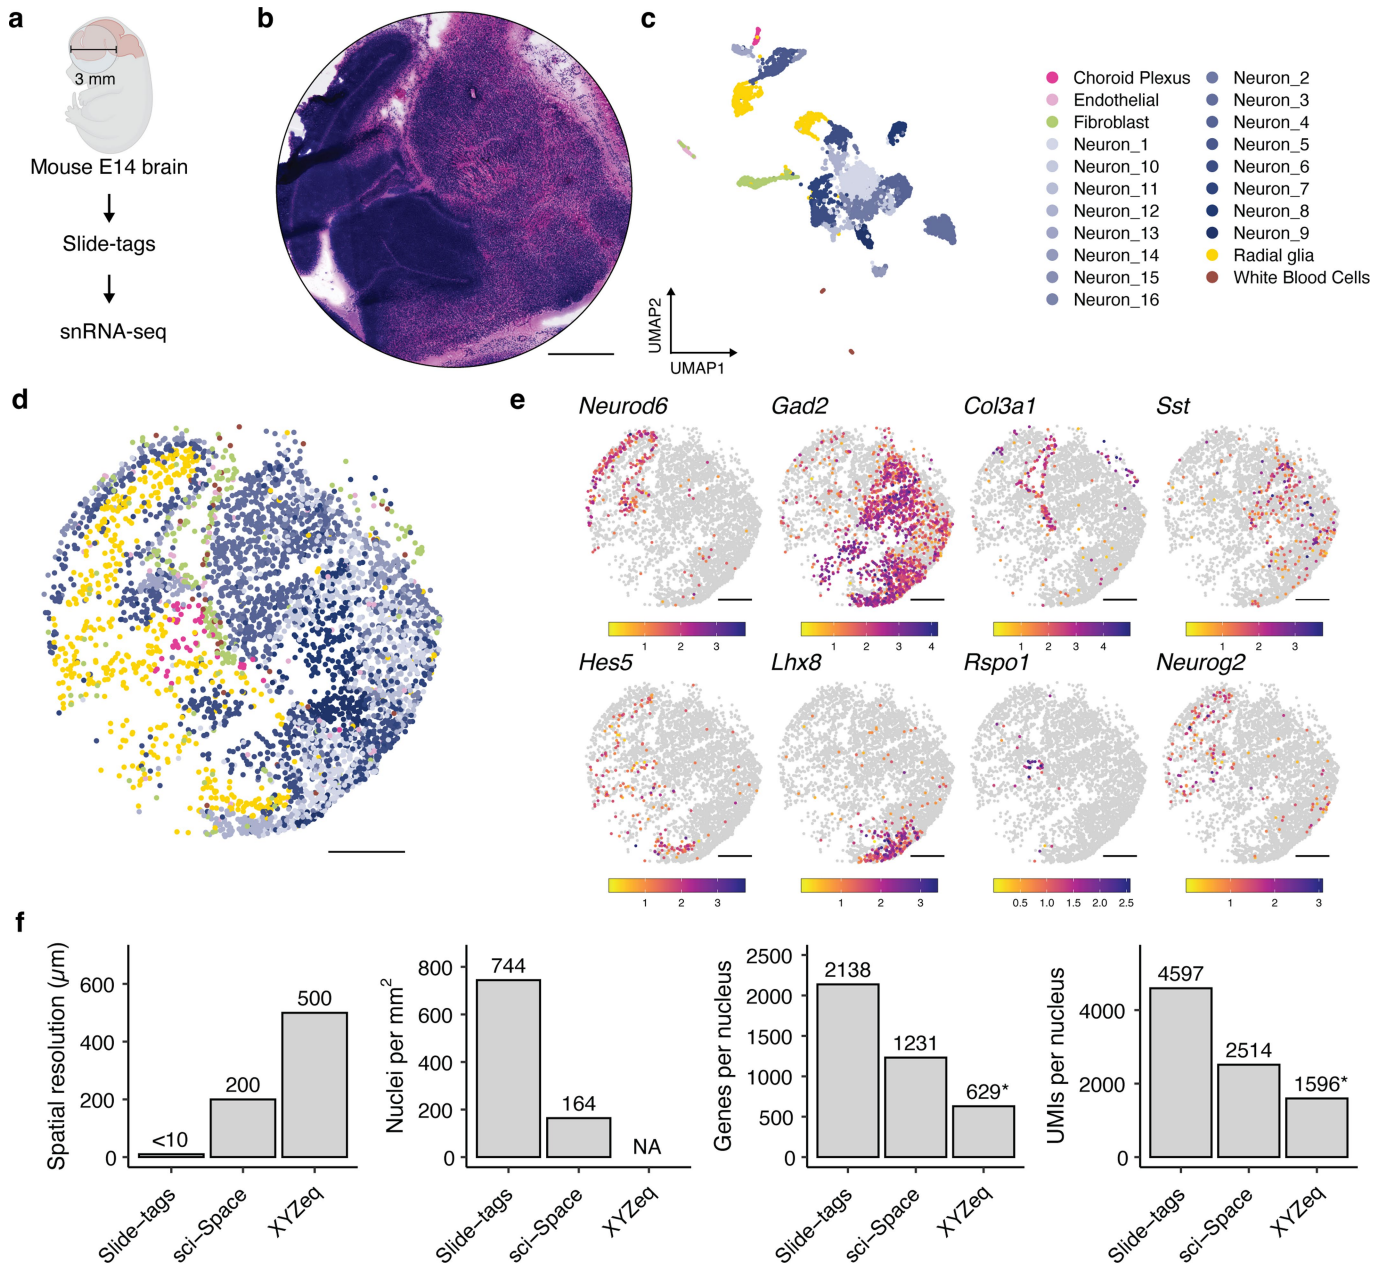 a
3 mm
Mouse E14 brain
Slide-tags
snRNA-seq
b
c
UMAP2
UMAP1
Choroid Plexus
Endothelial
Fibroblast
Neuron_1
Neuron_10
Neuron_11
Neuron_12
Neuron_13
Neuron_14
Neuron_15
Neuron_16
Neuron_2
Neuron_3
Neuron_4
Neuron_5
Neuron_6
Neuron_7
Neuron_8
Neuron_9
Radial glia
White Blood Cells
d
e
Neurod6
1 2 3
Gad2
1 2 3 4
Col3a1
1 2 3 4
Sst
1 2 3
Hes5
1 2 3
Lhx8
1 2 3
Rspo1
0.5 1.0 1.5 2.0 2.5
Neurog2
1 2 3
f
Spatial resolution (µm)
600
400
200
0
<10
200
500
Slide–tags
sci–Space
XYZeq
Nuclei per mm²
800
600
400
200
0
744
164
NA
Slide–tags
sci–Space
XYZeq
Genes per nucleus
2500
2000
1500
1000
500
0
2138
1231
629*
Slide–tags
sci–Space
XYZeq
UMIs per nucleus
4000
2000
0
4597
2514
1596*
Slide–tags
sci–Space
XYZeq